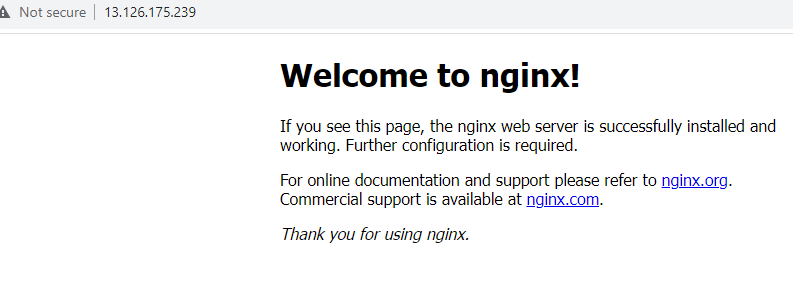 Not secure 13.126.175.239
Welcome to nginx!
If you see this page, the nginx web server is successfully installed and
working. Further configuration is required.
For online documentation and support please refer to nginx.org.
Commercial support is available at nginx.com.
Thank you for using nginx.